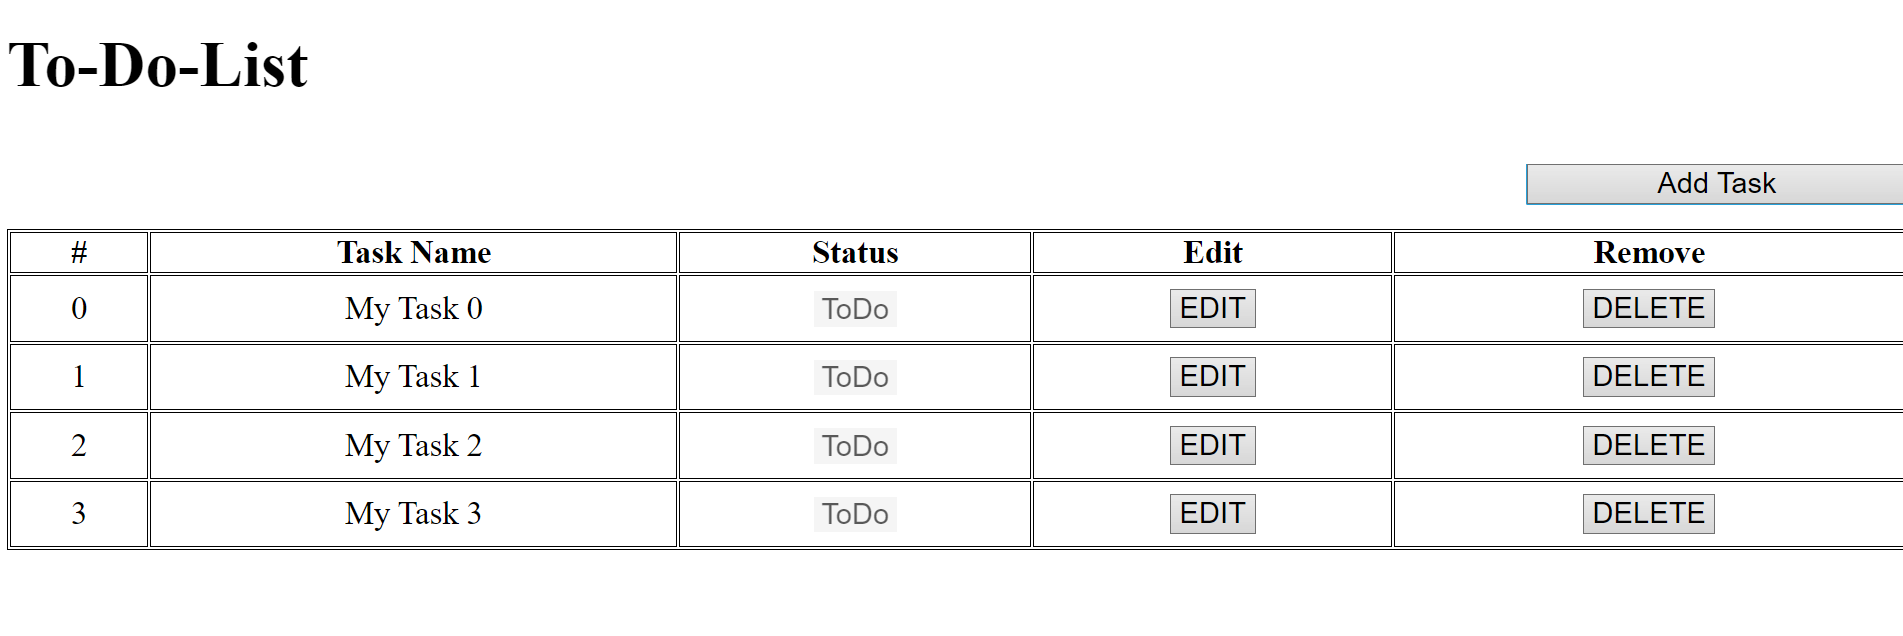 To-Do-List
Add Task
# Task Name Status Edit Remove
0 My Task 0 ToDo EDIT DELETE
1 My Task 1 ToDo EDIT DELETE
2 My Task 2 ToDo EDIT DELETE
3 My Task 3 ToDo EDIT DELETE